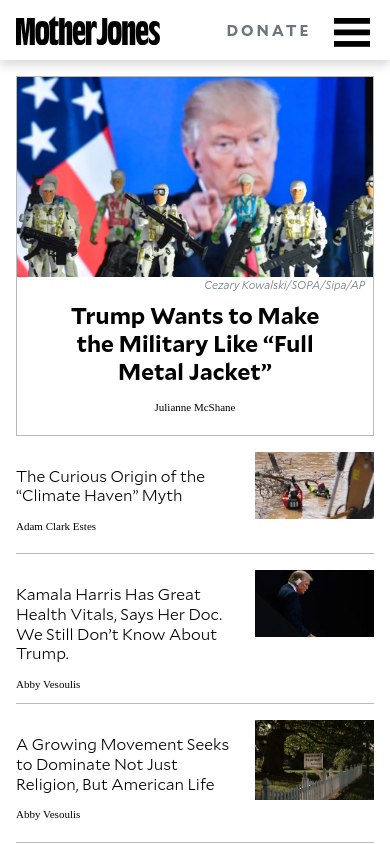 Mother Jones
DONATE
Cezary Kowalski/SOPA/Sipa/AP
Trump Wants to Make
the Military Like “Full
Metal Jacket”
Julianne McShane
The Curious Origin of the
“Climate Haven” Myth
Adam Clark Estes
Kamala Harris Has Great
Health Vitals, Says Her Doc.
We Still Don’t Know About
Trump.
Abby Vesoulis
A Growing Movement Seeks
to Dominate Not Just
Religion, But American Life
Abby Vesoulis